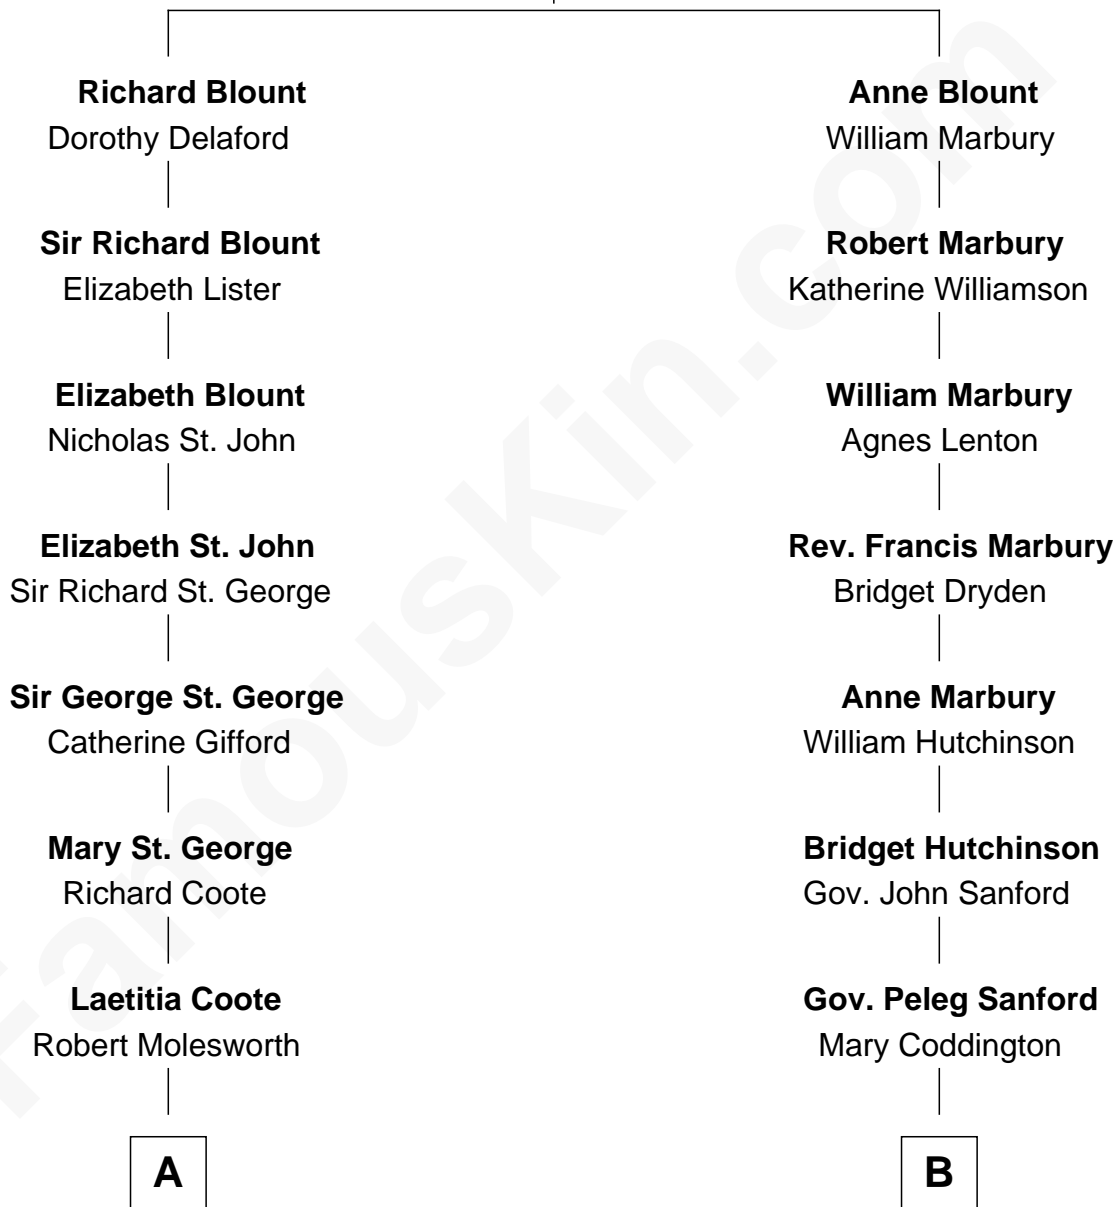 Richard Blount
Dorothy Delaford
Sir Richard Blount
Elizabeth Lister
Elizabeth Blount
Nicholas St. John
Elizabeth St. John
Sir Richard St. George
Sir George St. George
Catherine Gifford
Mary St. George
Richard Coote
Laetitia Coote
Robert Molesworth
A
Anne Blount
William Marbury
Robert Marbury
Katherine Williamson
William Marbury
Agnes Lenton
Rev. Francis Marbury
Bridget Dryden
Anne Marbury
William Hutchinson
Bridget Hutchinson
Gov. John Sanford
Gov. Peleg Sanford
Mary Coddington
B
FamousKin.com